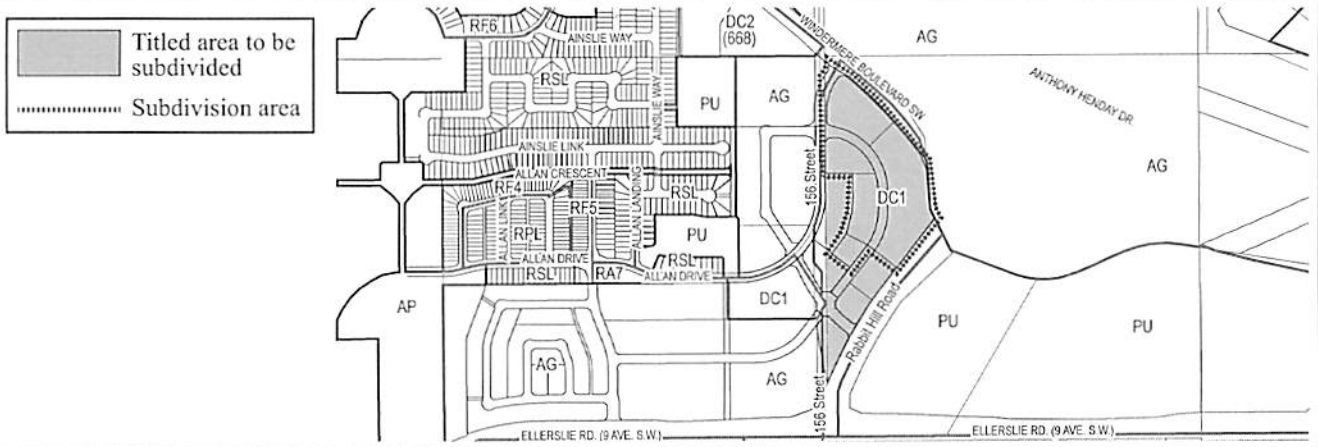 Titled area to be
subdivided
Subdivision area
RF6
AINSLIE WAY
DC2
(668)
WINDERMERE BOULEVARD SW
AG
ANTHONY HENDAY DR
RSL
AINSLIE WAY
PU
AG
AG
AINSLIE LINK
156 Street
ALLAN CRESCENT
RF4
RSL
DC1
RF5
ALLAN LINK
ALLAN LANDING
RPL
PU
ALLAN DRIVE
RSL
RSL
RA7
ALLAN DRIVE
AP
DC1
Rabbit Hill Road
PU
PU
AG
AG
156 Street
ELLERSLIE RD. (9 AVE. S.W.)
ELLERSLIE RD. (9 AVE. S.W.)